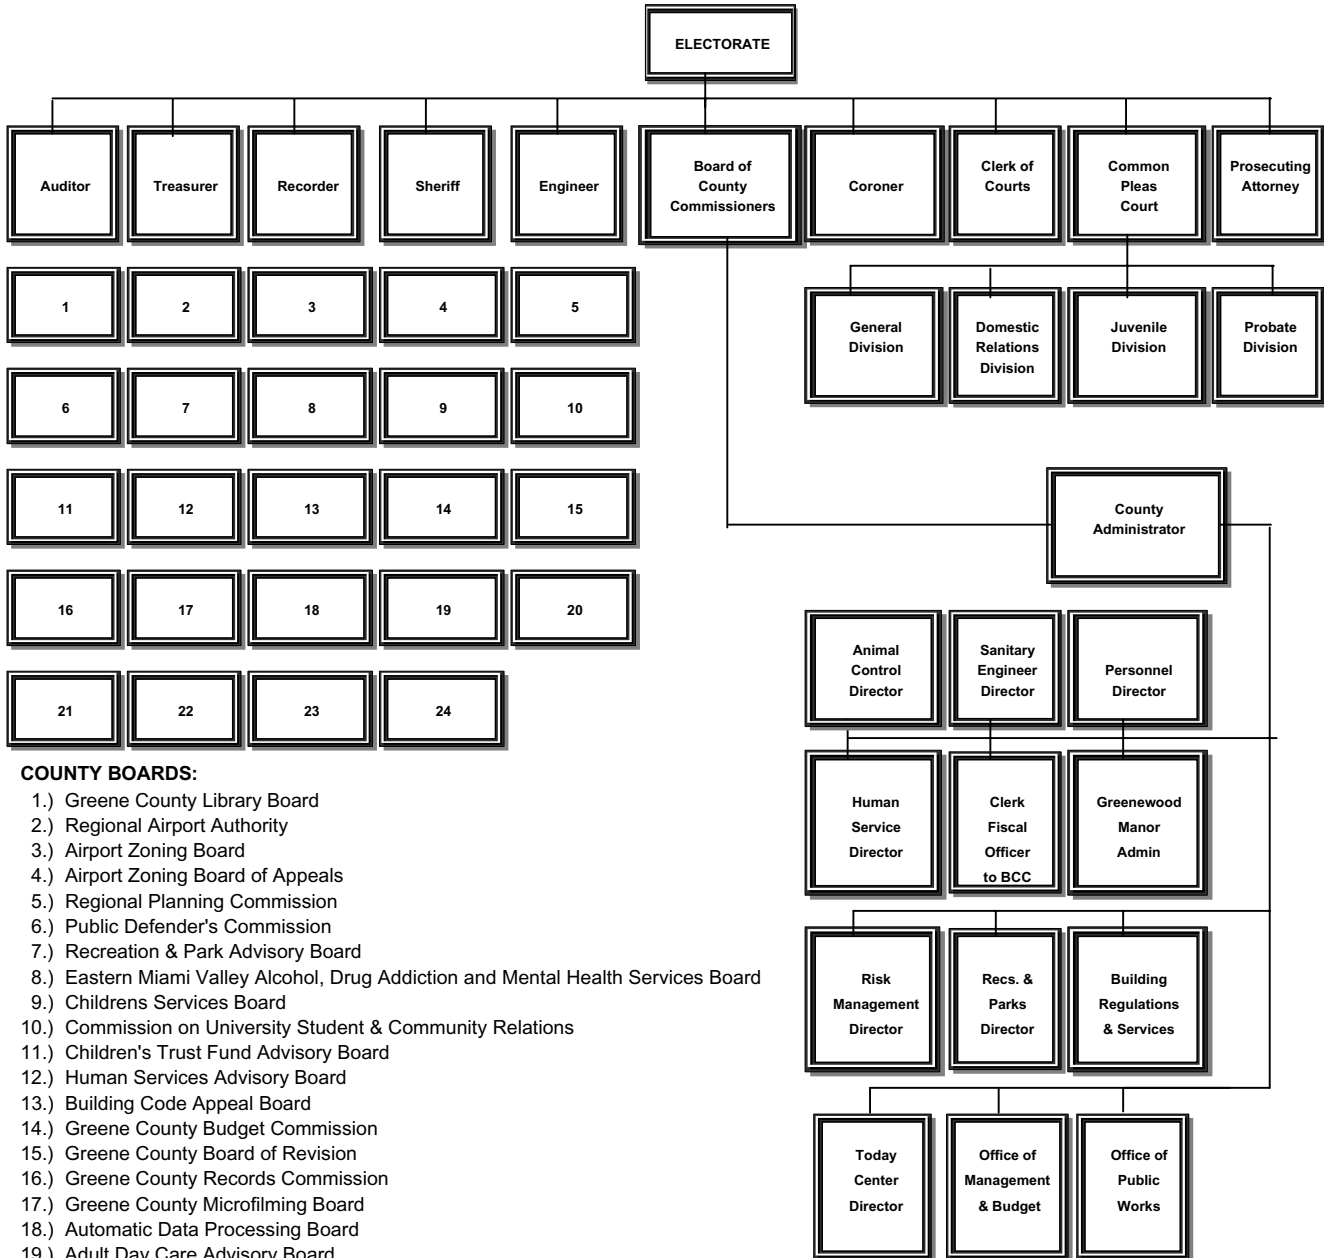 ELECTORATE
Auditor
Treasurer
Recorder
Sheriff
Engineer
Board of
County
Commissioners
Coroner
Clerk of
Courts
Common
Pleas
Court
Prosecuting
Attorney
1
2
3
4
5
General
Division
Domestic
Relations
Division
Juvenile
Division
Probate
Division
6
7
8
9
10
11
12
13
14
15
County
Administrator
16
17
18
19
20
21
22
23
24
Animal
Control
Director
Sanitary
Engineer
Director
Personnel
Director
Human
Service
Director
Clerk
Fiscal
Officer
to BCC
Greenewood
Manor
Admin
Risk
Management
Director
Recs. &
Parks
Director
Building
Regulations
& Services
Today
Center
Director
Office of
Management
& Budget
Office of
Public
Works
COUNTY BOARDS:
1.) Greene County Library Board
2.) Regional Airport Authority
3.) Airport Zoning Board
4.) Airport Zoning Board of Appeals
5.) Regional Planning Commission
6.) Public Defender's Commission
7.) Recreation & Park Advisory Board
8.) Eastern Miami Valley Alcohol, Drug Addiction and Mental Health Services Board
9.) Childrens Services Board
10.) Commission on University Student & Community Relations
11.) Children's Trust Fund Advisory Board
12.) Human Services Advisory Board
13.) Building Code Appeal Board
14.) Greene County Budget Commission
15.) Greene County Board of Revision
16.) Greene County Records Commission
17.) Greene County Microfilming Board
18.) Automatic Data Processing Board
19.) Adult Day Care Advisory Board